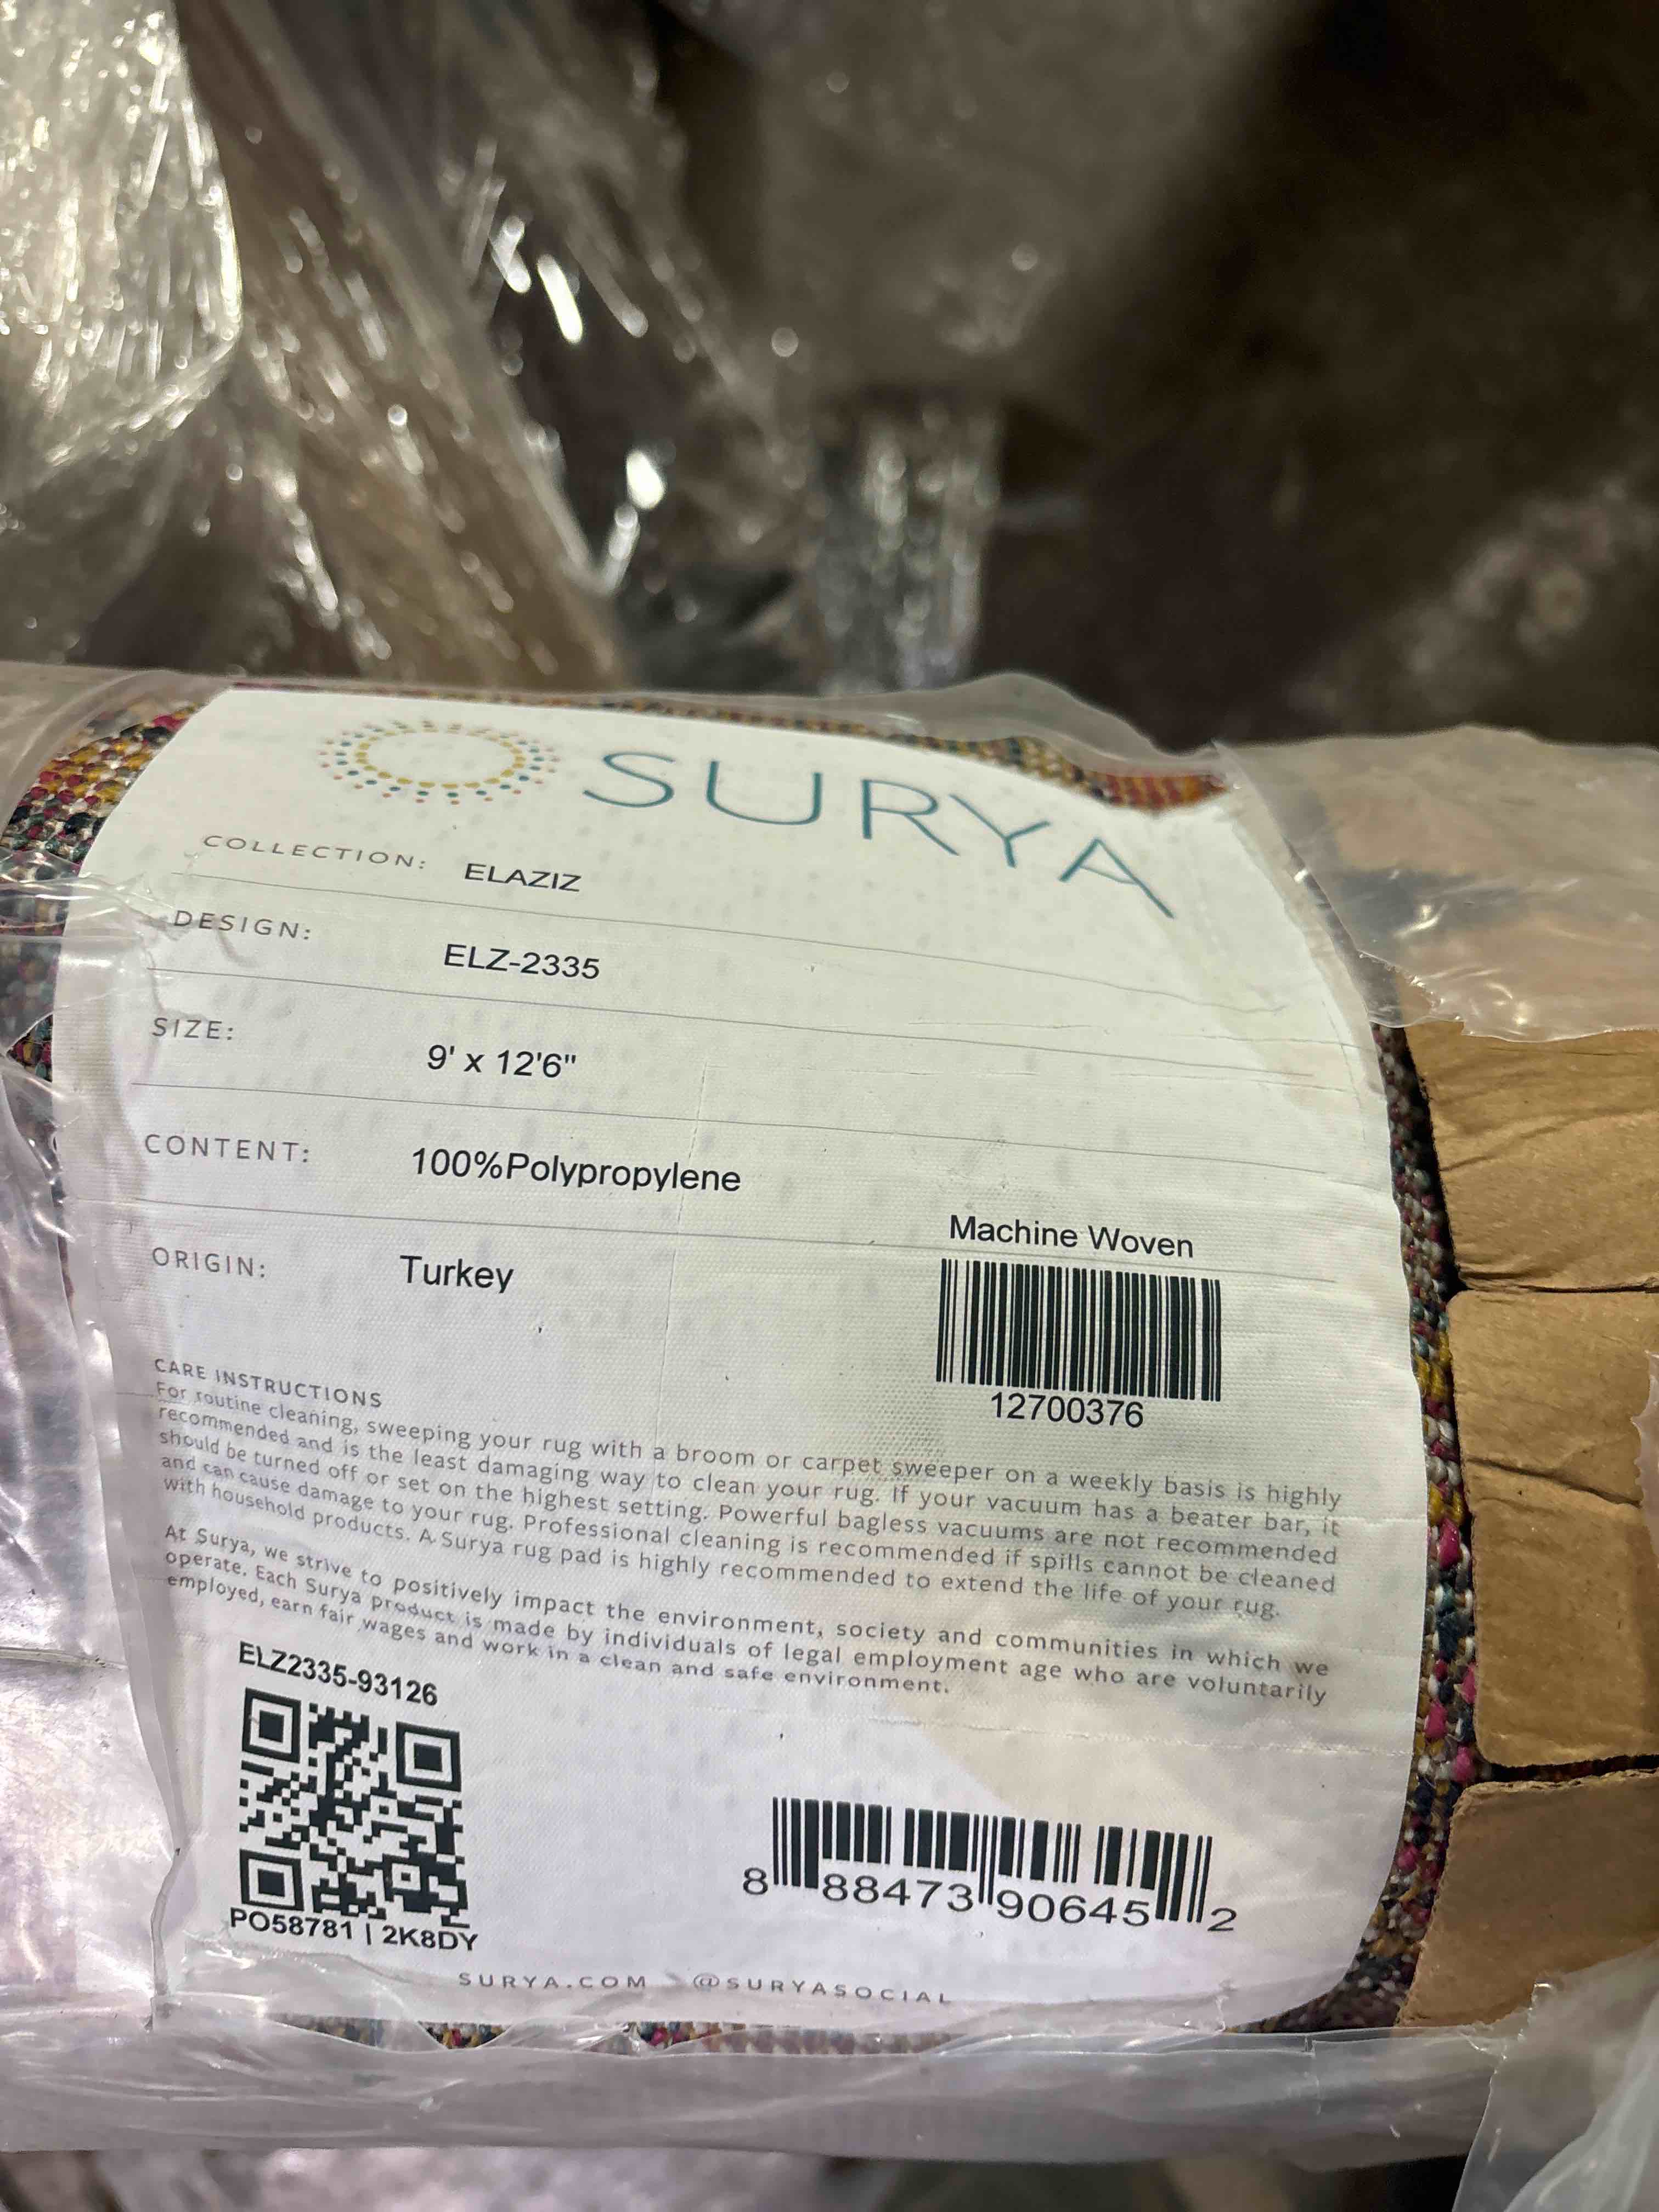 SURYA
COLLECTION: ELAZIZ
DESIGN: ELZ-2335
SIZE: 9' x 12'6"
CONTENT: 100%Polypropylene
ORIGIN: Turkey
Machine Woven
12700376
CARE INSTRUCTIONS
For routine cleaning, sweeping your rug with a broom or carpet sweeper on a weekly basis is highly
recommended and is the least damaging way to clean your rug. If your vacuum has a beater bar, it
should be turned off or set on the highest setting. Powerful bagless vacuums are not recommended
and can cause damage to your rug. Professional cleaning is recommended if spills cannot be cleaned
with household products. A Surya rug pad is highly recommended to extend the life of your rug.
At Surya, we strive to positively impact the environment, society and communities in which we
operate. Each Surya product is made by individuals of legal employment age who are voluntarily
employed, earn fair wages and work in a clean and safe environment.
ELZ2335-93126
PO58781 | 2K8DY
8 88473 90645 2
SURYA.COM @SURYASOCIAL